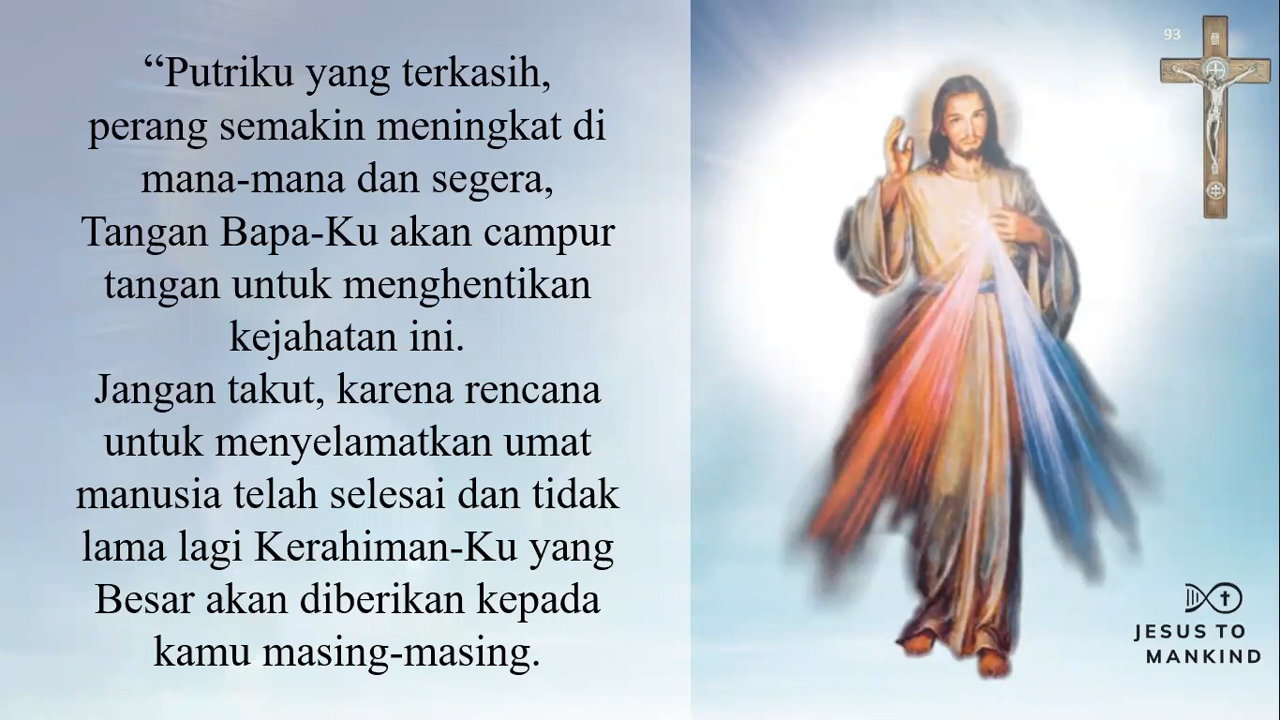 “Putriku yang terkasih,
perang semakin meningkat di
mana-mana dan segera,
Tangan Bapa-Ku akan campur
tangan untuk menghentikan
kejahatan ini.
Jangan takut, karena rencana
untuk menyelamatkan umat
manusia telah selesai dan tidak
lama lagi Kerahiman-Ku yang
Besar akan diberikan kepada
kamu masing-masing.
93
JESUS TO
MANKIND